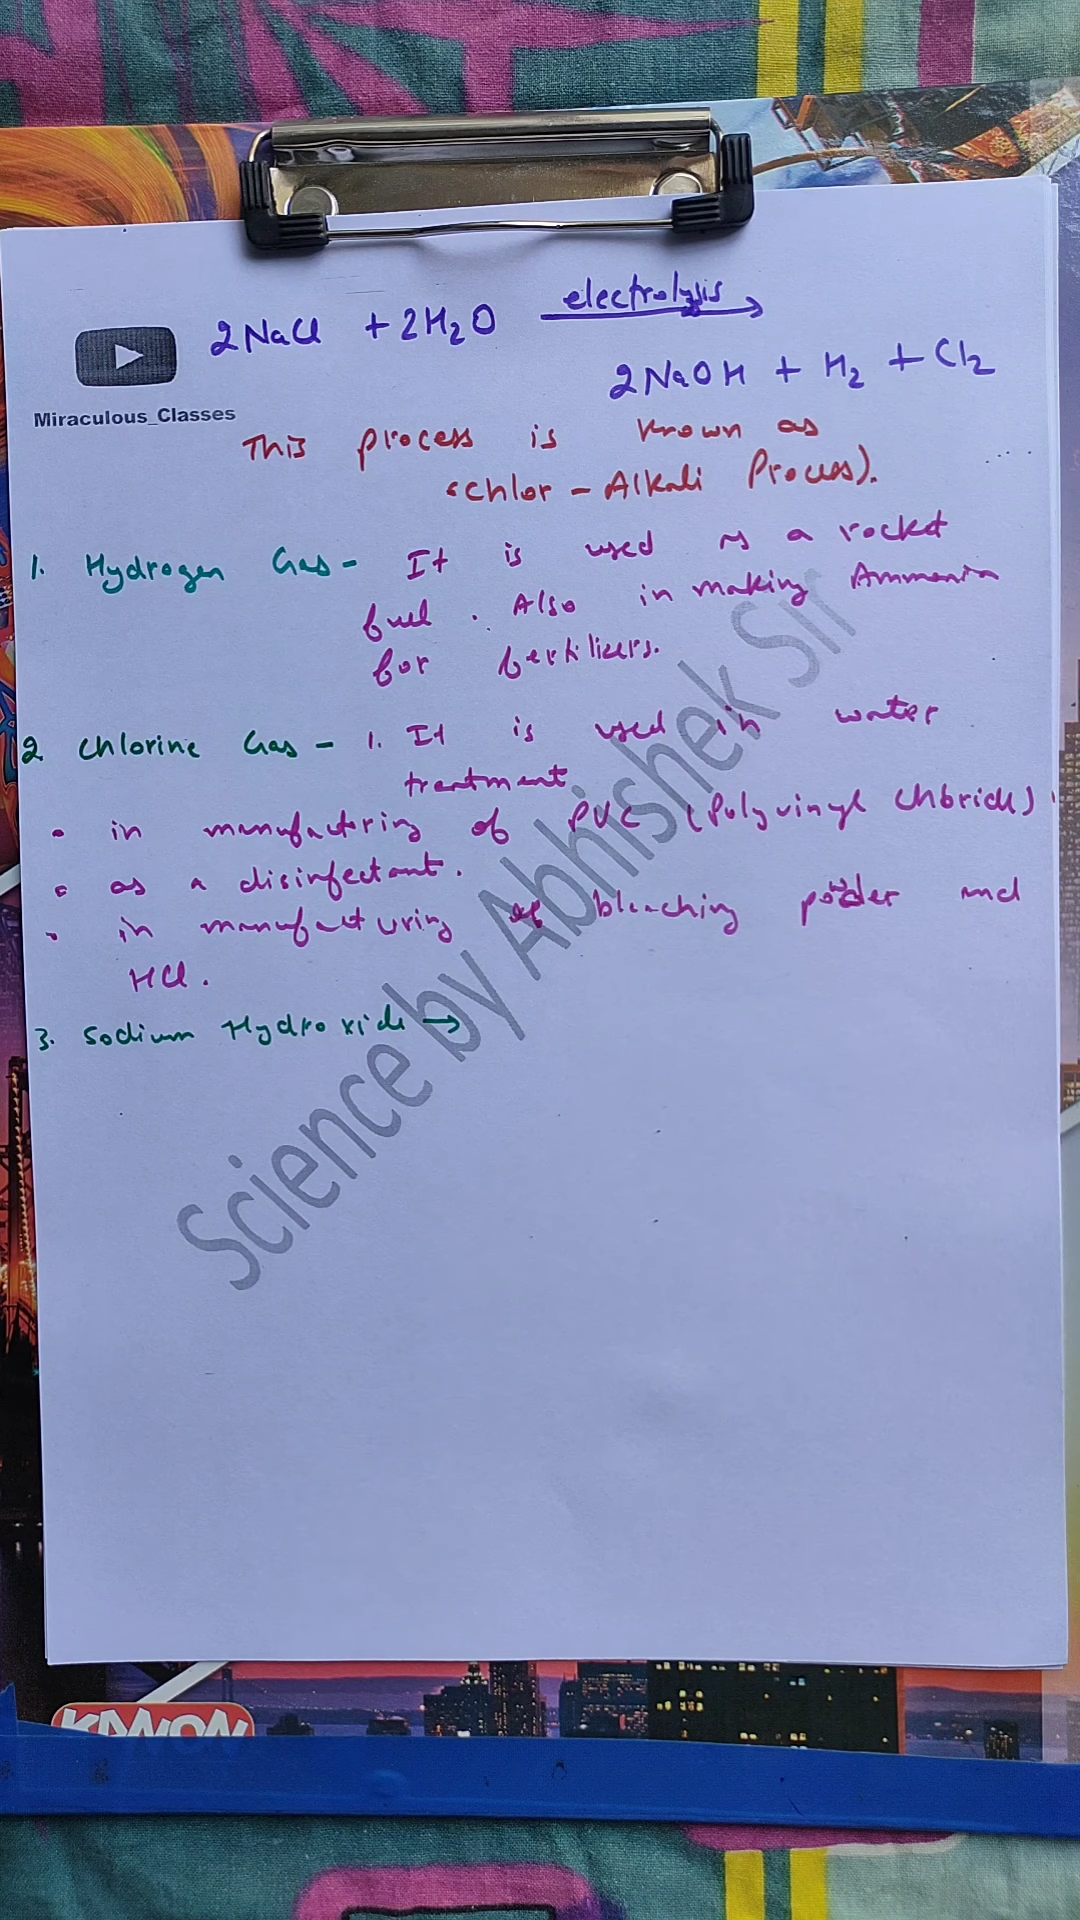 2NaCl + 2H₂O electrolysis
2NaOH + H₂ + Cl₂
Miraculous_Classes
This process is known as
(Chlor-Alkali Process).
1. Hydrogen Gas- It is used as a rocket
fuel. Also in making Ammonia
for fertilizers.
2 Chlorine Gas - 1. It is used in water
treatment
• in manufacturing of PVC (Polyvinyl Chloride)
• as a disinfectant.
• in manufacturing of bleaching powder and
HCl.
3. Sodium Hydroxide →
Science by Abhishek Sir
KIWON